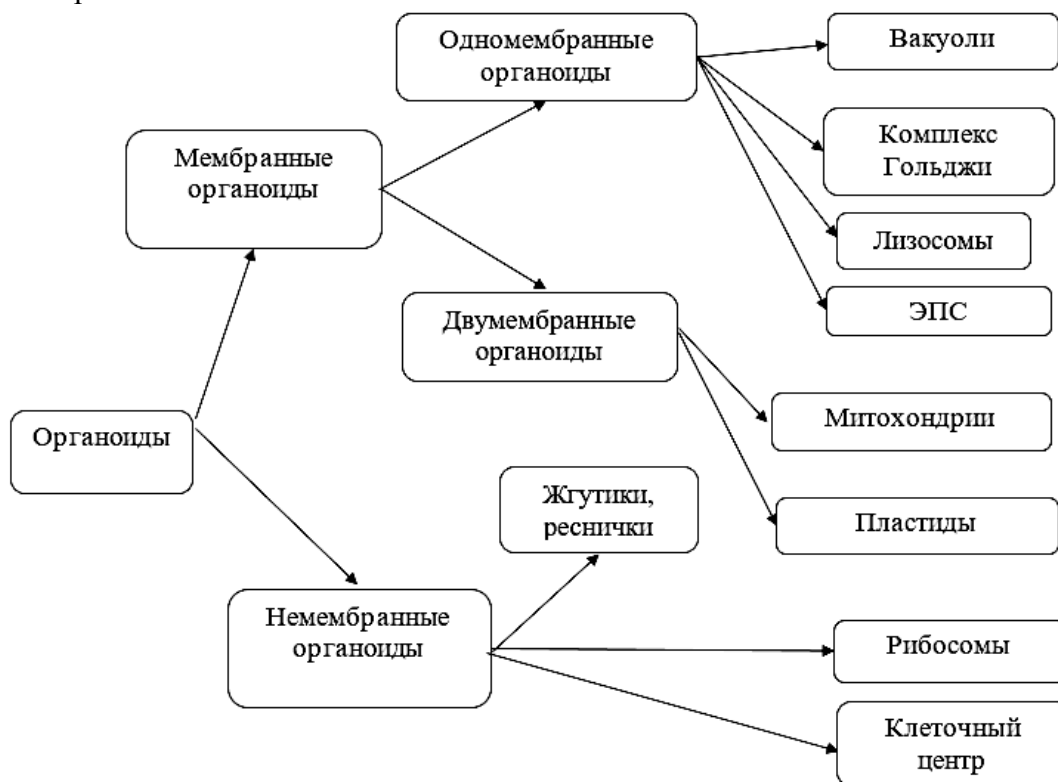 Одномембранные
органоиды
Вакуоли
Комплекс
Гольджи
Мембранные
органоиды
Лизосомы
ЭПС
Двумембранные
органоиды
Митохондрии
Органоиды
Жгутики,
реснички
Пластиды
Немембранные
органоиды
Рибосомы
Клеточный
центр